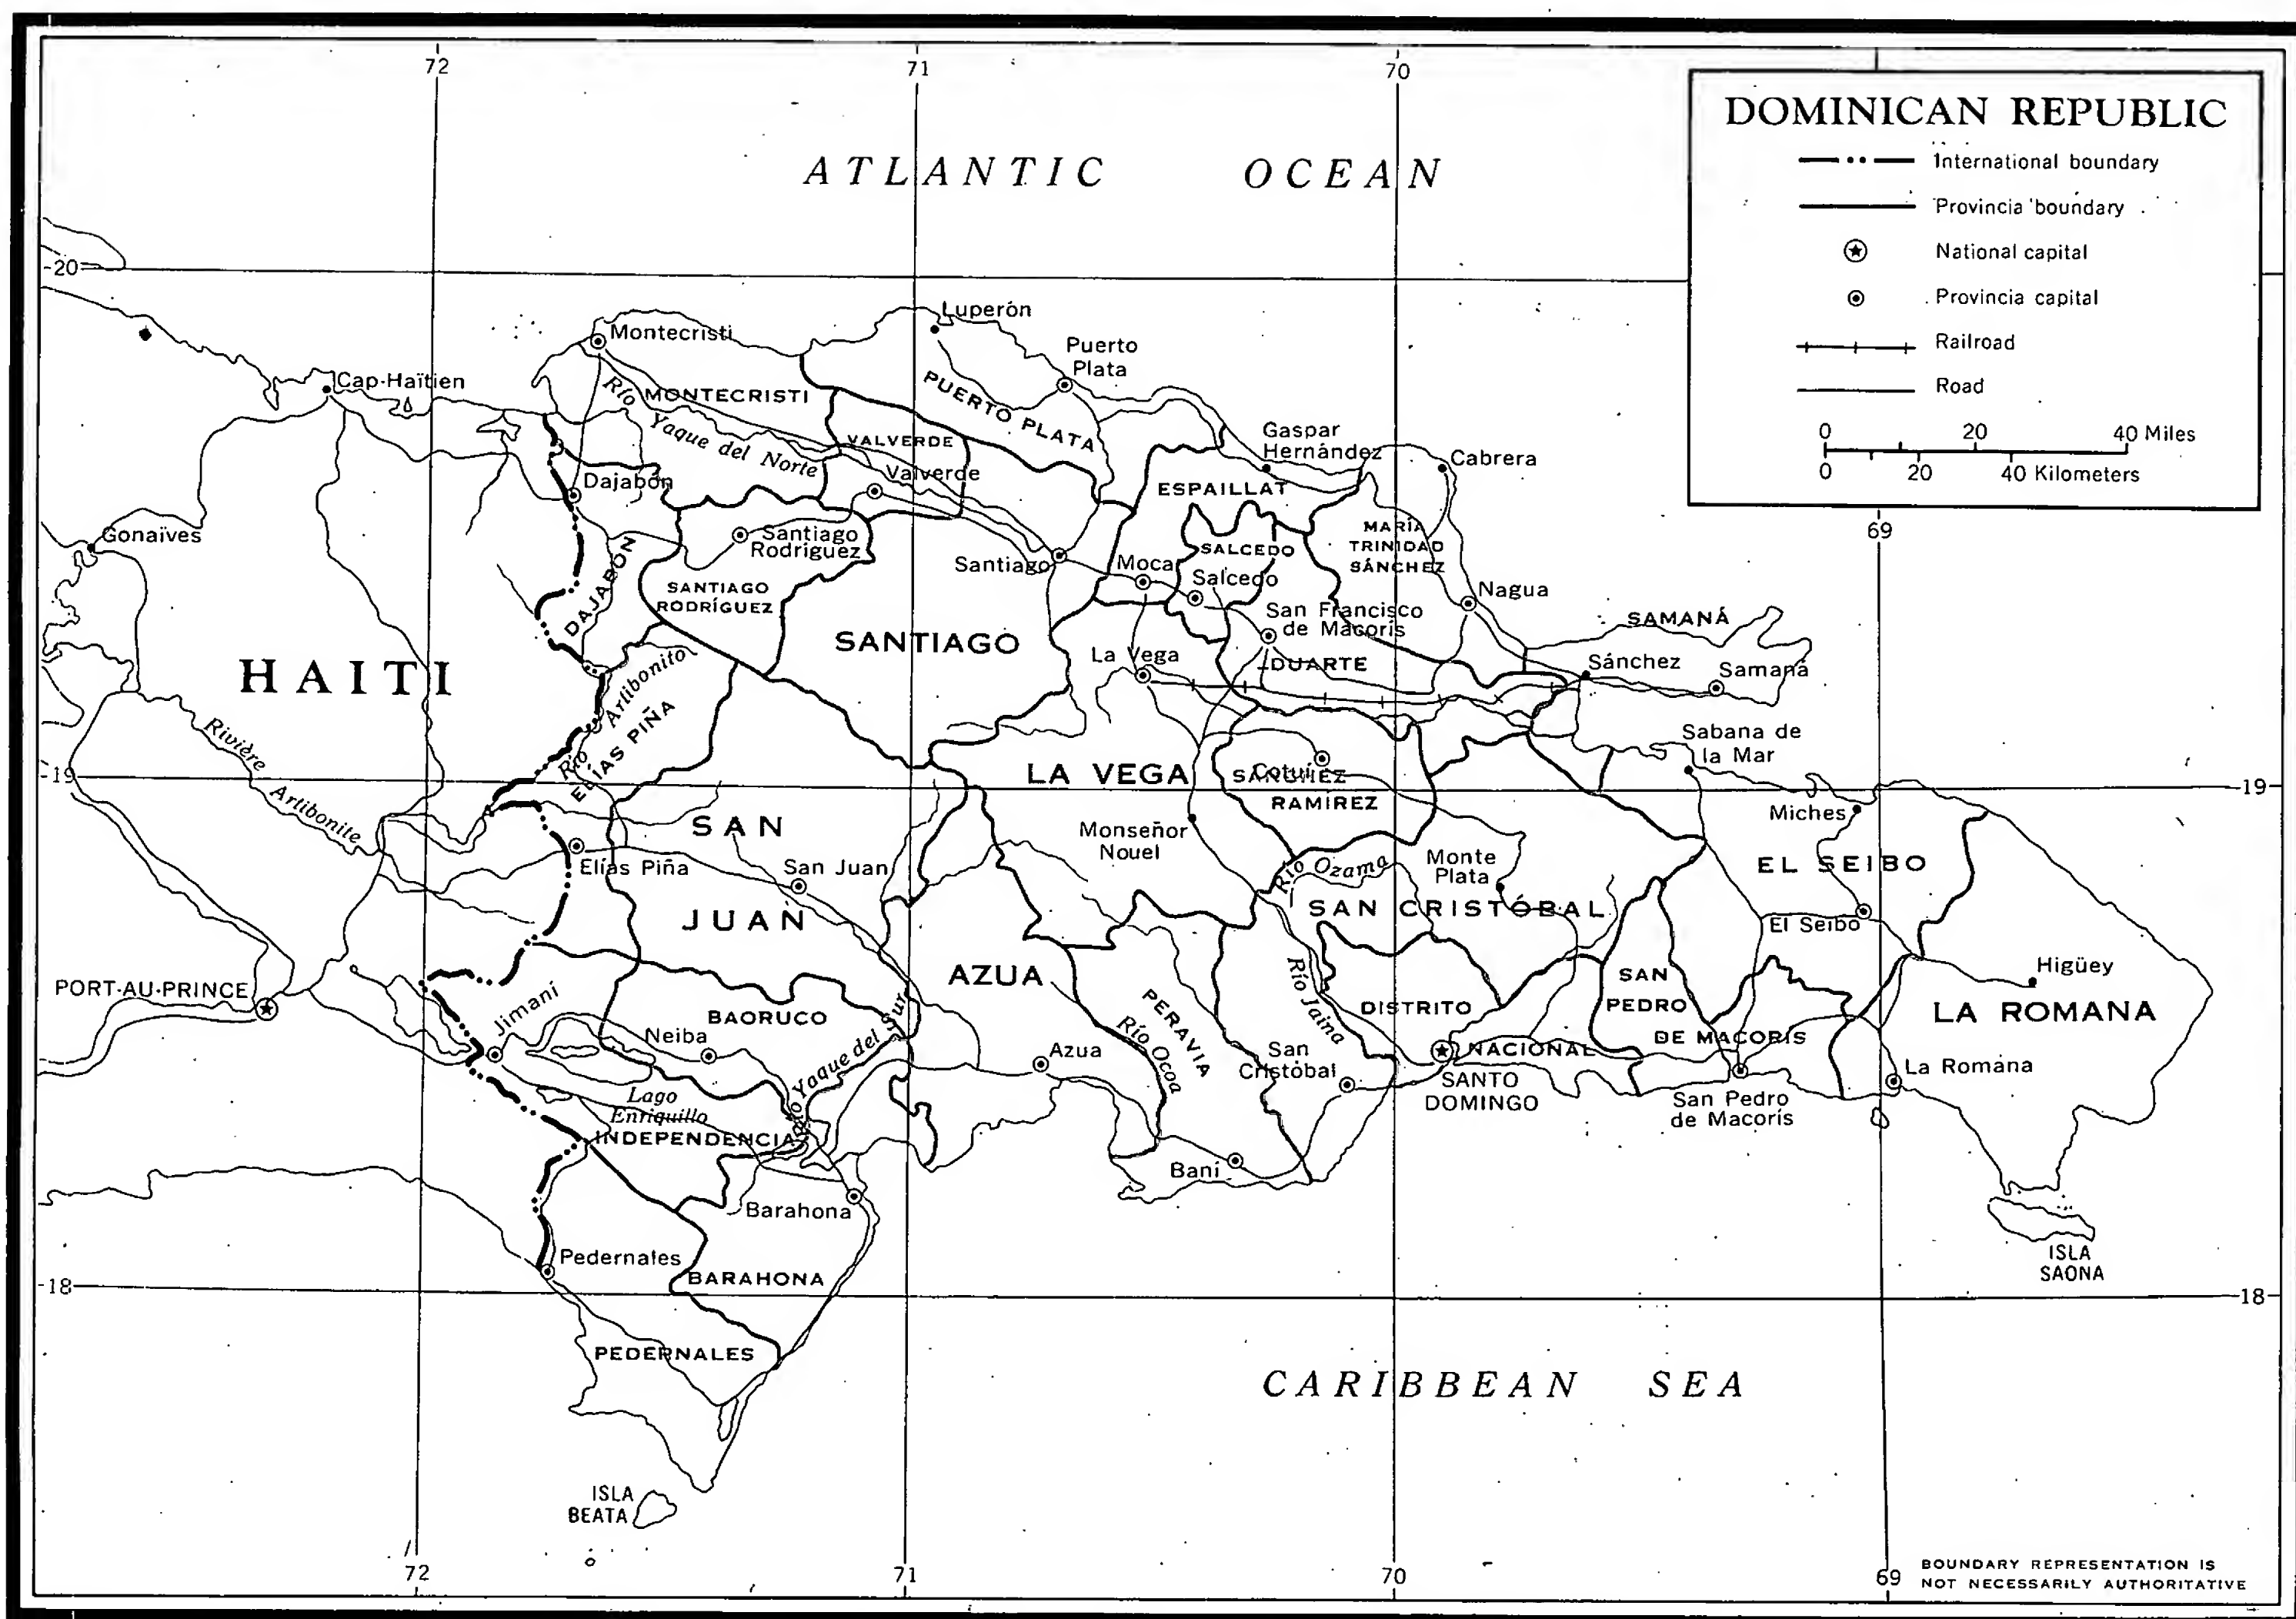 72
71
70
DOMINICAN REPUBLIC
International boundary
Provincia boundary
National capital
Provincia capital
Railroad
Road
0 20 40 Miles
0 20 40 Kilometers
ATLANTIC OCEAN
20
Luperón
Montecristi
Puerto
Plata
Cap-Haïtien
MONTECRISTI
PUERTO PLATA
Río Yaque del Norte
VALVERDE
Valverde
Gaspar
Hernández
Cabrera
Dajabón
ESPAILLAT
69
Gonaïves
Santiago
Rodríguez
MARÍA
TRINIDAD
SÁNCHEZ
SALCEDO
Santiago
Moca
Salcedo
DAJABÓN
SANTIAGO
RODRÍGUEZ
Nagua
San Francisco
de Macorís
SAMANÁ
SANTIAGO
HAITI
La Vega
DUARTE
Sánchez
Samaná
Río Artibonito
ELÍAS PIÑA
Rivière Artibonite
Sabana de
la Mar
19
LA VEGA
Cotuí
SÁNCHEZ
RAMÍREZ
19
Miches
SAN
JUAN
Monseñor
Nouel
Elías Piña
San Juan
Río Ozama
Monte
Plata
EL SEIBO
SAN CRISTÓBAL
El Seibo
AZUA
SAN
PEDRO
DE MACORÍS
Higüey
PORT-AU-PRINCE
Jimaní
BAORUCO
PERAVIA
Río Jaina
DISTRITO
NACIONAL
LA ROMANA
Neiba
Río Yaque del Sur
Azua
Río Ocoa
San
Cristóbal
SANTO
DOMINGO
La Romana
San Pedro
de Macorís
Lago
Enriquillo
INDEPENDENCIA
Baní
Barahona
Pedernales
ISLA
SAONA
18
BARAHONA
18
PEDERNALES
CARIBBEAN SEA
ISLA
BEATA
72
71
70
69
BOUNDARY REPRESENTATION IS
NOT NECESSARILY AUTHORITATIVE